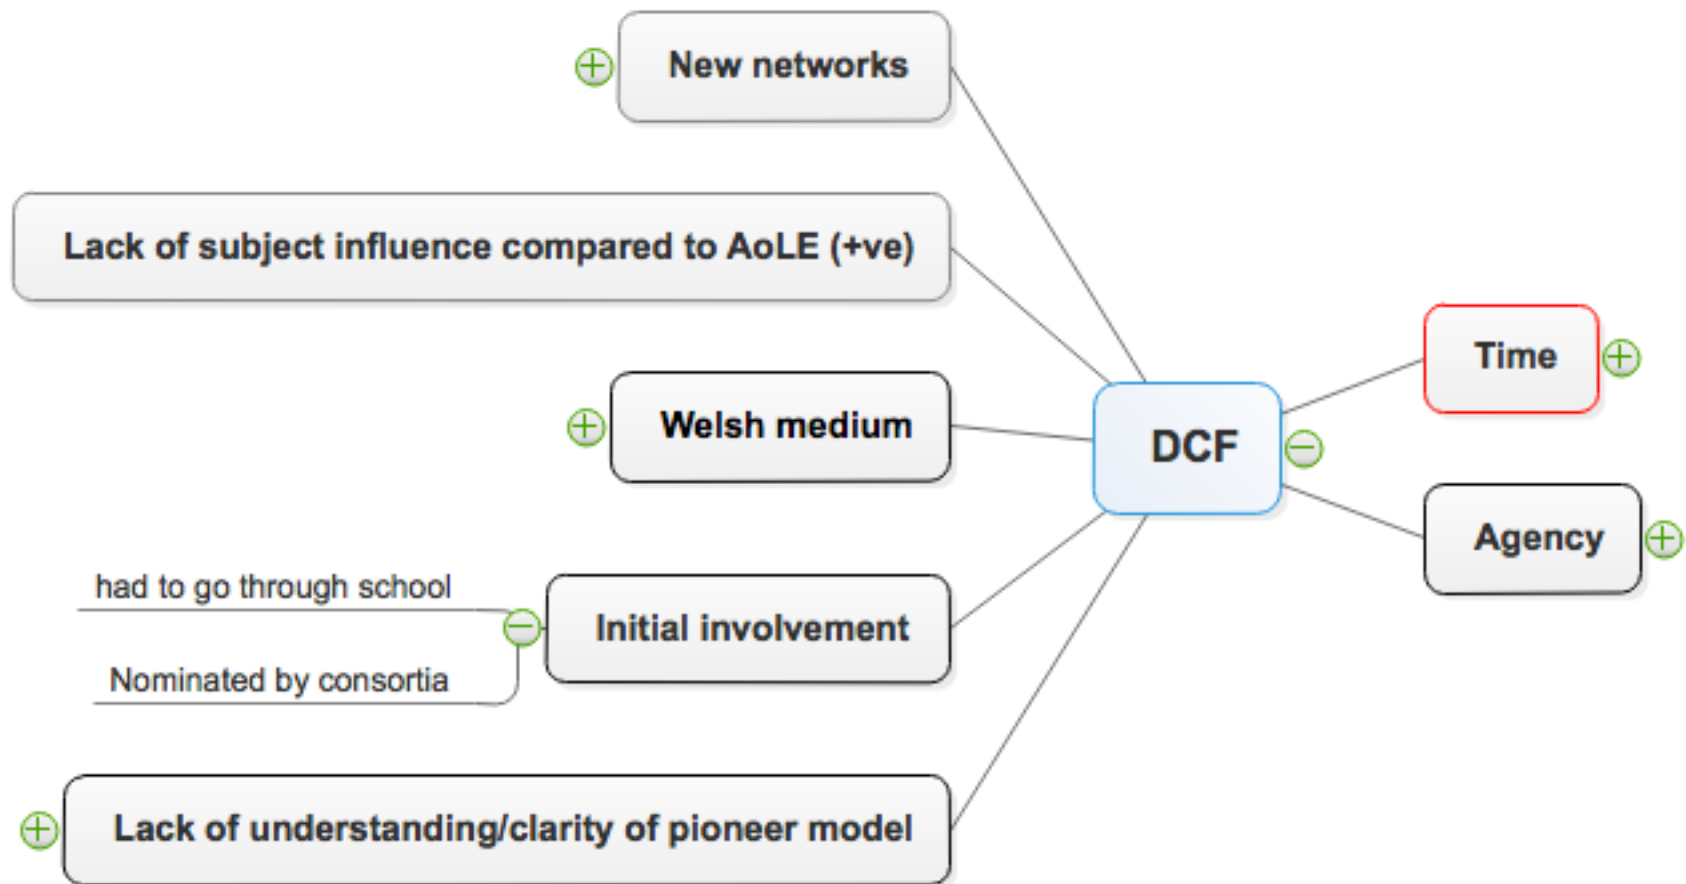 New networks
Lack of subject influence compared to AoLE (+ve)
Welsh medium
had to go through school
Initial involvement
Nominated by consortia
Lack of understanding/clarity of pioneer model
DCF
Time
Agency